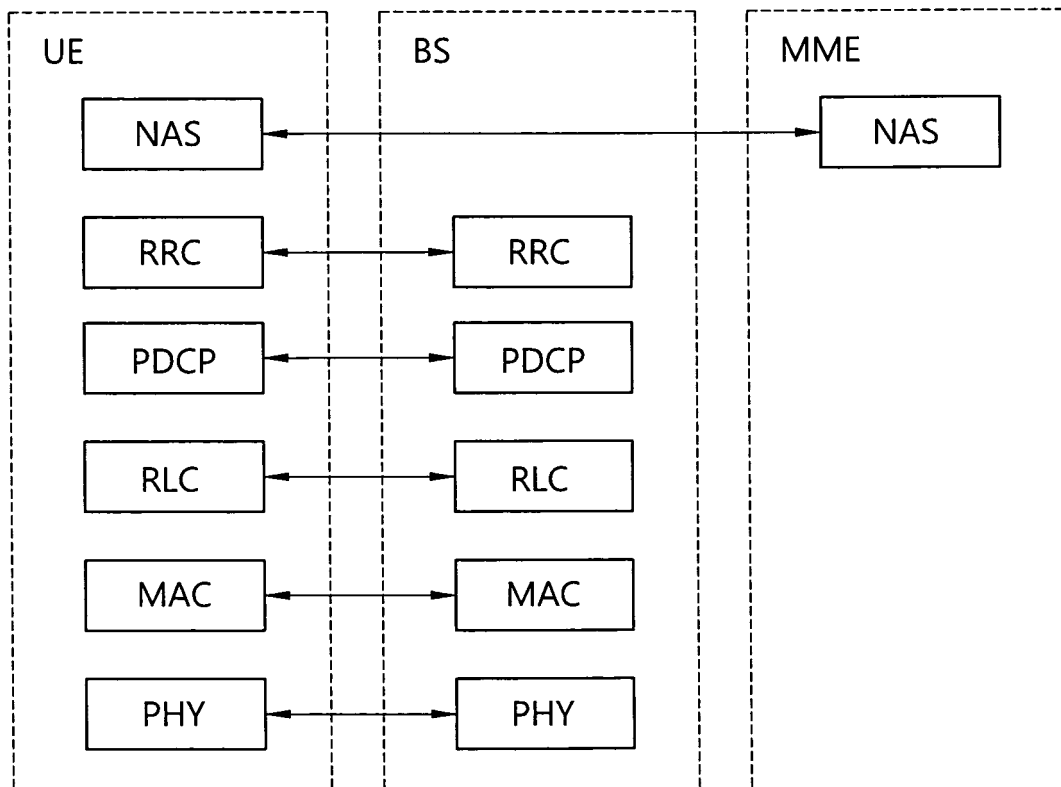 UE BS MME
NAS NAS
RRC RRC
PDCP PDCP
RLC RLC
MAC MAC
PHY PHY